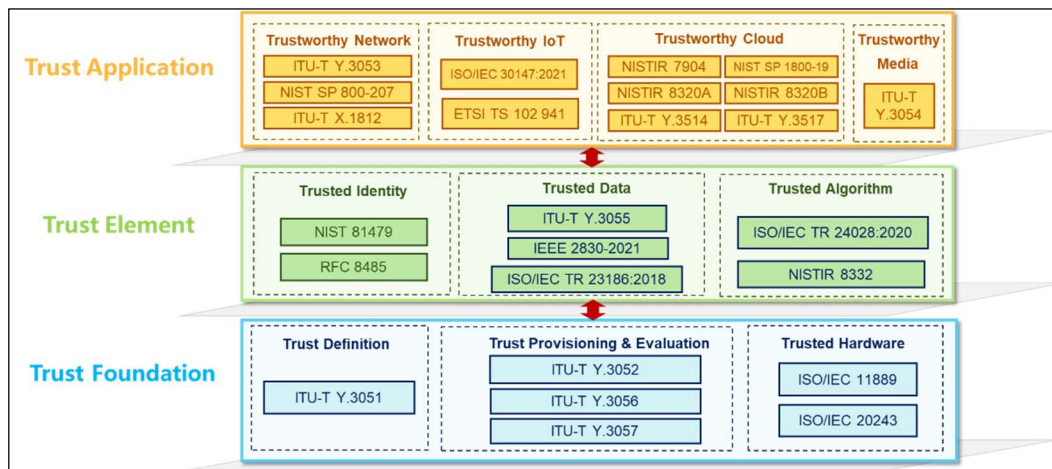 Trust Application
Trustworthy Network
ITU-T Y.3053
NIST SP 800-207
ITU-T X.1812
Trustworthy IoT
ISO/IEC 30147:2021
ETSI TS 102 941
Trustworthy Cloud
NISTIR 7904
NIST SP 1800-19
NISTIR 8320A
NISTIR 8320B
ITU-T Y.3514
ITU-T Y.3517
Trustworthy
Media
ITU-T
Y.3054
Trust Element
Trusted Identity
NIST 81479
RFC 8485
Trusted Data
ITU-T Y.3055
IEEE 2830-2021
ISO/IEC TR 23186:2018
Trusted Algorithm
ISO/IEC TR 24028:2020
NISTIR 8332
Trust Foundation
Trust Definition
ITU-T Y.3051
Trust Provisioning & Evaluation
ITU-T Y.3052
ITU-T Y.3056
ITU-T Y.3057
Trusted Hardware
ISO/IEC 11889
ISO/IEC 20243